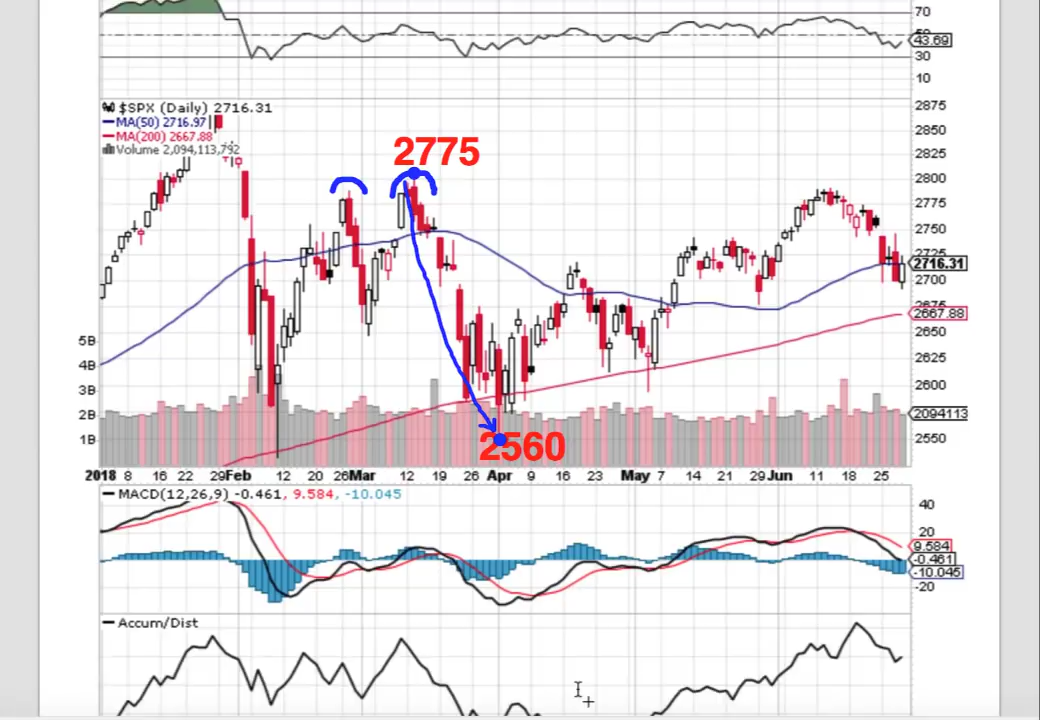 70
50
43.69
30
10
$SPX (Daily) 2716.31
MA(50) 2716.97
MA(200) 2667.88
Volume 2,094,113,792
2775
2875
2850
2825
2800
2775
2750
2725
2716.31
2700
2675
2667.88
2650
2625
2600
2094113
2550
5B
4B
3B
2B
1B
2560
2018 8 16 22 29 Feb 12 20 26 Mar 12 19 26 Apr 9 16 23 May 7 14 21 29 Jun 11 18 25
MACD(12,26,9) -0.461, 9.584, -10.045
40
20
9.584
-0.461
-10.045
-20
Accum/Dist